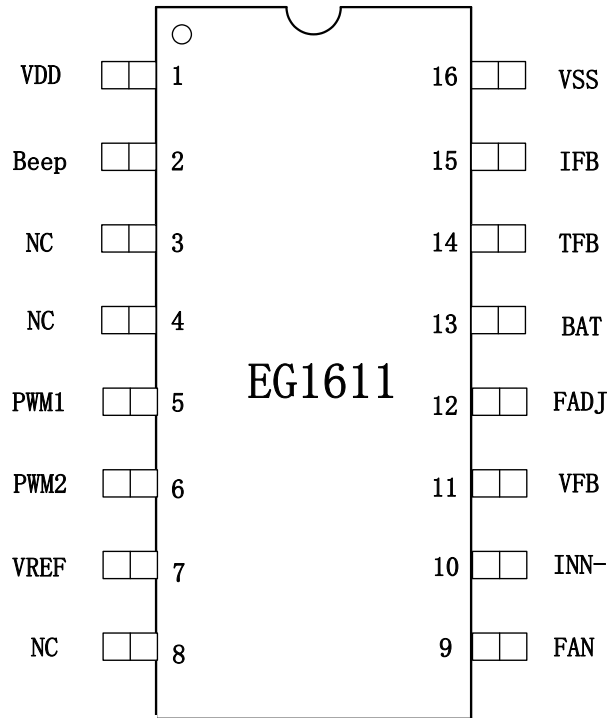 VDD 1 16 VSS
Beep 2 15 IFB
NC 3 14 TFB
NC 4 13 BAT
EG1611
PWM1 5 12 FADJ
PWM2 6 11 VFB
VREF 7 10 INN-
NC 8 9 FAN